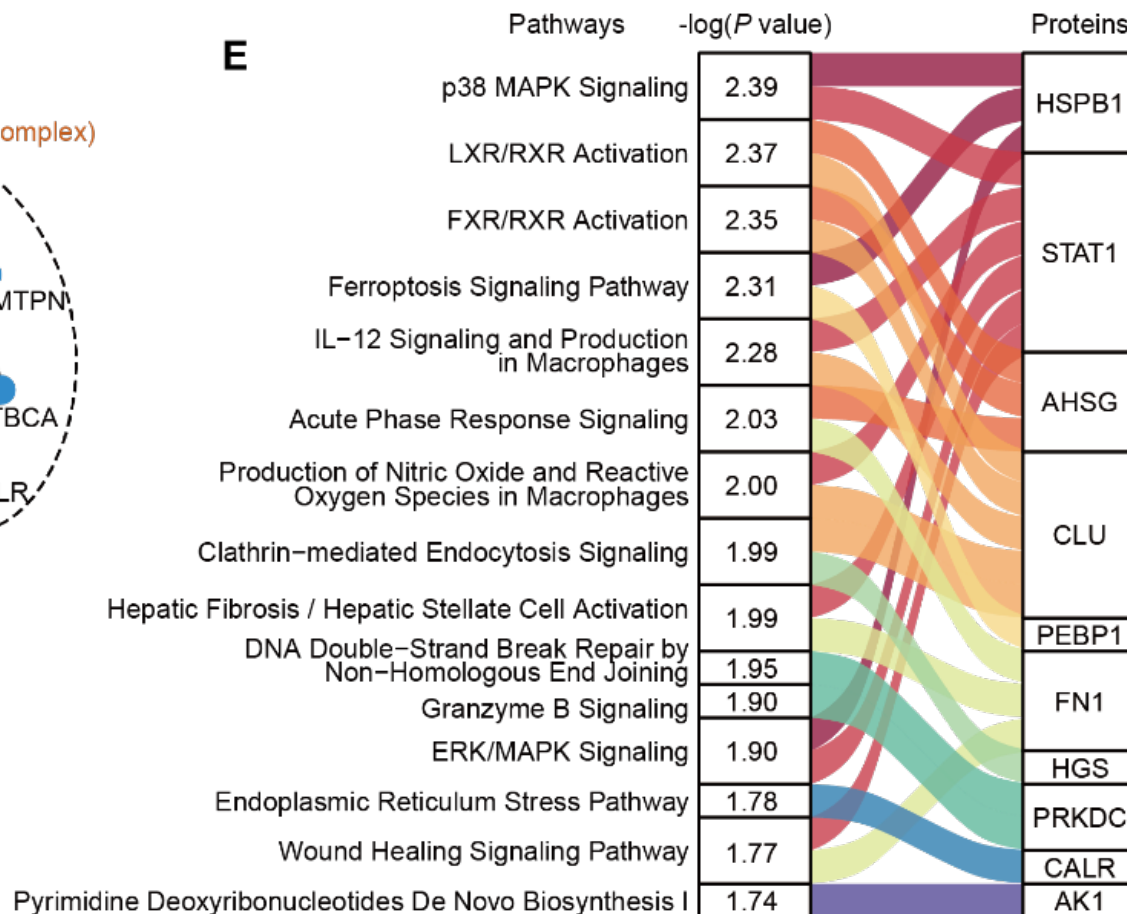 E
Pathways -log(P value) Proteins
omplex)
MTPN
TBCA
LR
p38 MAPK Signaling 2.39
LXR/RXR Activation 2.37
FXR/RXR Activation 2.35
Ferroptosis Signaling Pathway 2.31
IL−12 Signaling and Production
in Macrophages 2.28
Acute Phase Response Signaling 2.03
Production of Nitric Oxide and Reactive
Oxygen Species in Macrophages 2.00
Clathrin−mediated Endocytosis Signaling 1.99
Hepatic Fibrosis / Hepatic Stellate Cell Activation 1.99
DNA Double−Strand Break Repair by
Non−Homologous End Joining 1.95
Granzyme B Signaling 1.90
ERK/MAPK Signaling 1.90
Endoplasmic Reticulum Stress Pathway 1.78
Wound Healing Signaling Pathway 1.77
Pyrimidine Deoxyribonucleotides De Novo Biosynthesis I 1.74
HSPB1
STAT1
AHSG
CLU
PEBP1
FN1
HGS
PRKDC
CALR
AK1